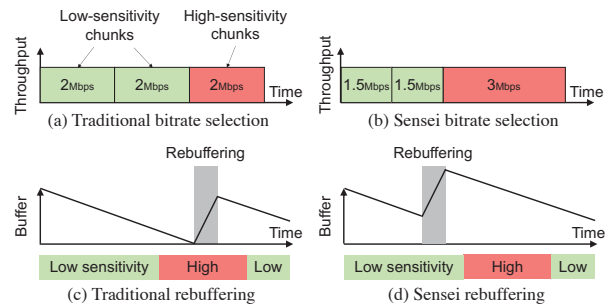 Low-sensitivity chunks
High-sensitivity chunks
Throughput
2Mbps
2Mbps
2Mbps
Time
(a) Traditional bitrate selection
Throughput
1.5Mbps
1.5Mbps
3Mbps
Time
(b) Sensei bitrate selection
Rebuffering
Buffer
Time
Low sensitivity
High
Low
(c) Traditional rebuffering
Rebuffering
Buffer
Time
Low sensitivity
High
Low
(d) Sensei rebuffering